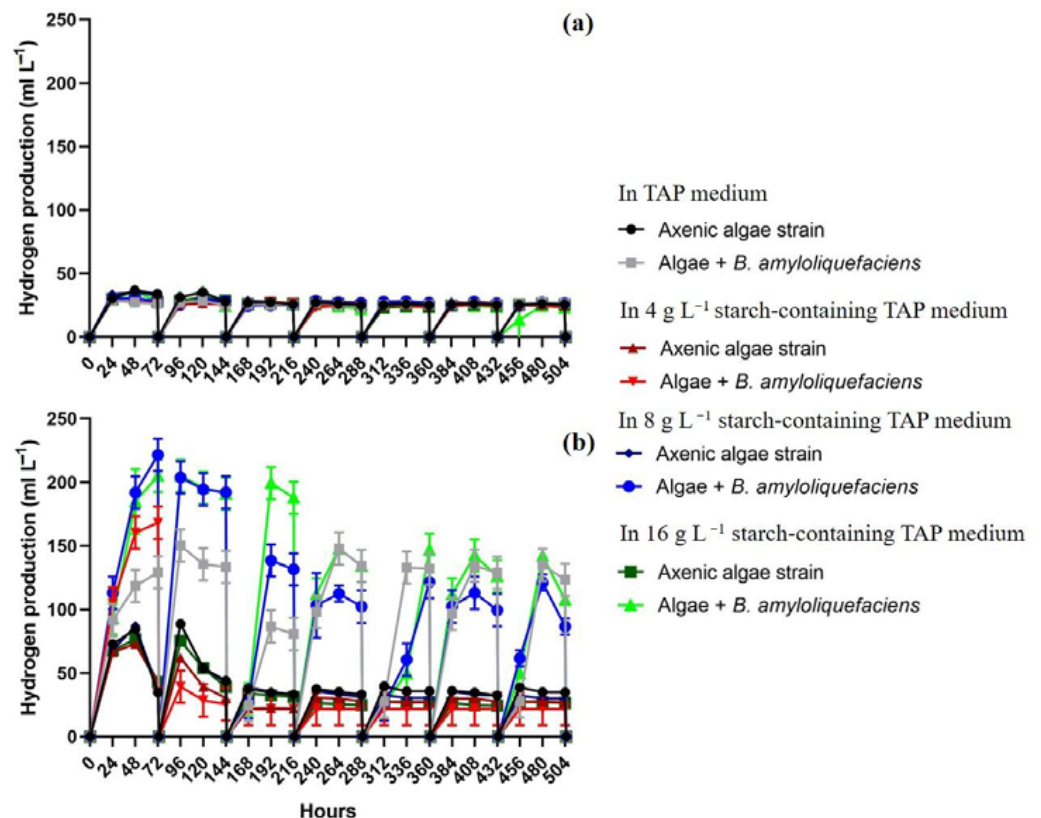 (a)
250
200
150
100
50
0
Hydrogen production (ml L⁻¹)
0 24 48 72 96 120 144 168 192 216 240 264 288 312 336 360 384 408 432 456 480 504
(b)
250
200
150
100
50
0
Hydrogen production (ml L⁻¹)
0 24 48 72 96 120 144 168 192 216 240 264 288 312 336 360 384 408 432 456 480 504
Hours
In TAP medium
Axenic algae strain
Algae + B. amyloliquefaciens
In 4 g L⁻¹ starch-containing TAP medium
Axenic algae strain
Algae + B. amyloliquefaciens
In 8 g L ⁻¹ starch-containing TAP medium
Axenic algae strain
Algae + B. amyloliquefaciens
In 16 g L ⁻¹ starch-containing TAP medium
Axenic algae strain
Algae + B. amyloliquefaciens